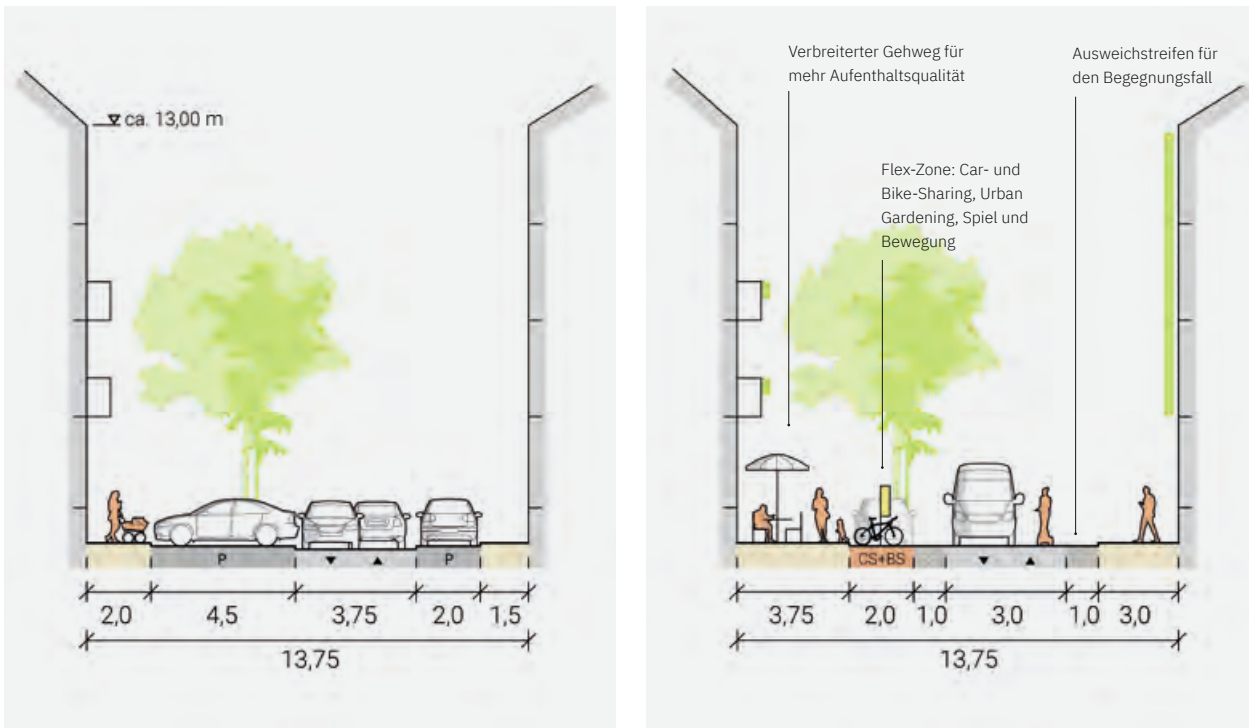 ca. 13,00 m
P
P
2,0
4,5
3,75
2,0
1,5
13,75
Verbreiterter Gehweg für
mehr Aufenthaltsqualität
Ausweichstreifen für
den Begegnungsfall
Flex-Zone: Car- und
Bike-Sharing, Urban
Gardening, Spiel und
Bewegung
CS+BS
3,75
2,0
1,0
3,0
1,0
3,0
13,75